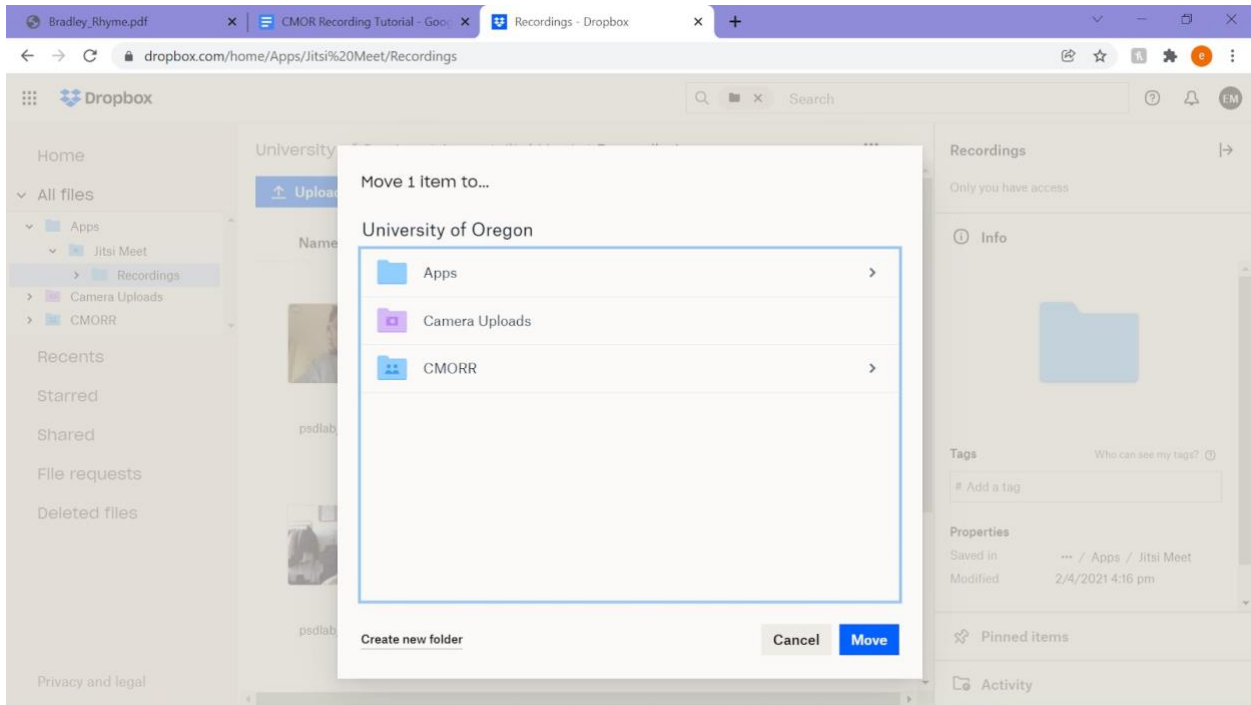 Bradley_Rhyme.pdf
CMOR Recording Tutorial - Goog
Recordings - Dropbox
dropbox.com/home/Apps/Jitsi%20Meet/Recordings
e
Dropbox
Search
EM
Home
University
Recordings
All files
Upload
Move 1 item to...
Only you have access
Apps
Jitsi Meet
Recordings
Camera Uploads
CMORR
Name
University of Oregon
Info
Apps
Camera Uploads
CMORR
Recents
Starred
Shared
File requests
Deleted files
psdlab
psdlab
Tags
Who can see my tags?
# Add a tag
Properties
Saved in
··· / Apps / Jitsi Meet
Modified
2/4/2021 4:16 pm
Create new folder
Cancel
Move
Pinned items
Privacy and legal
Activity